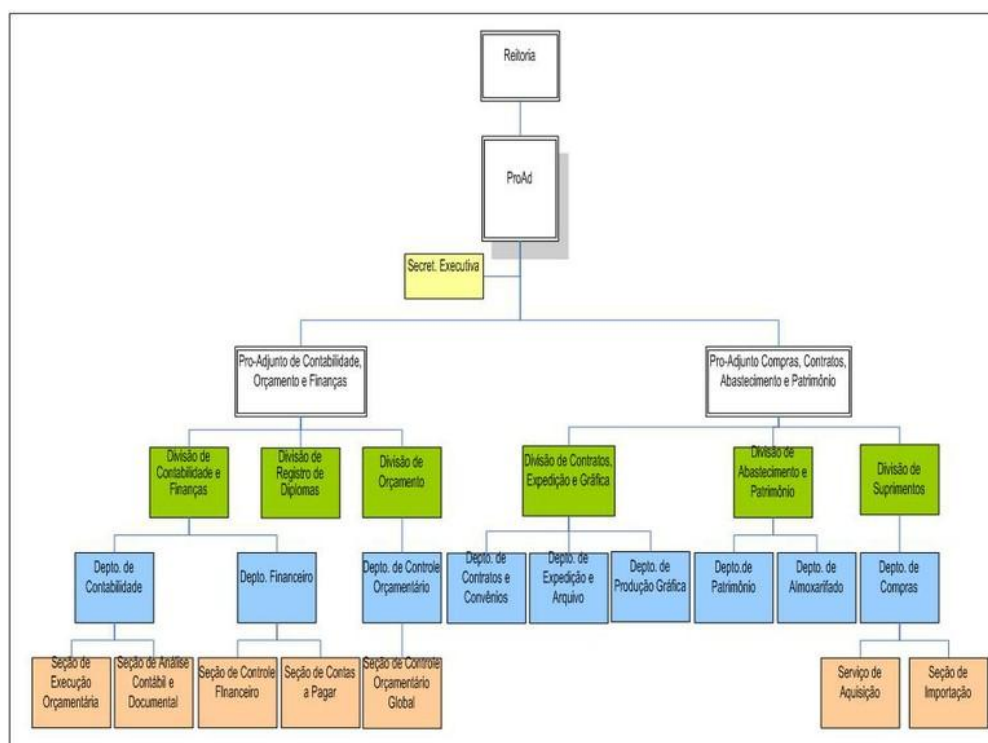 Reitoria
ProAd
Secret. Executiva
Pro-Adjunto de Contabilidade,
Orçamento e Finanças
Pro-Adjunto Compras, Contratos,
Abastecimento e Patrimônio
Divisão de
Contabilidade e
Finanças
Divisão de
Registro de
Diplomas
Divisão de
Orçamento
Divisão de Contratos,
Expedição e Gráfica
Divisão de
Abastecimento e
Patrimônio
Divisão de
Suprimentos
Depto. de
Contabilidade
Depto. Financeiro
Depto. de Controle
Orçamentário
Depto. de
Contratos e
Convênios
Depto. de
Expedição e
Arquivo
Depto. de
Produção Gráfica
Depto.de
Patrimônio
Depto. de
Almoxarifado
Depto.de
Compras
Seção de
Execução
Orçamentária
Seção de Análise
Contábil e
Documental
Seção de Controle
FInanceiro
Seção de Contas
a Pagar
Seção de Controle
Orçamentário
Global
Serviço de
Aquisição
Seção de
Importação